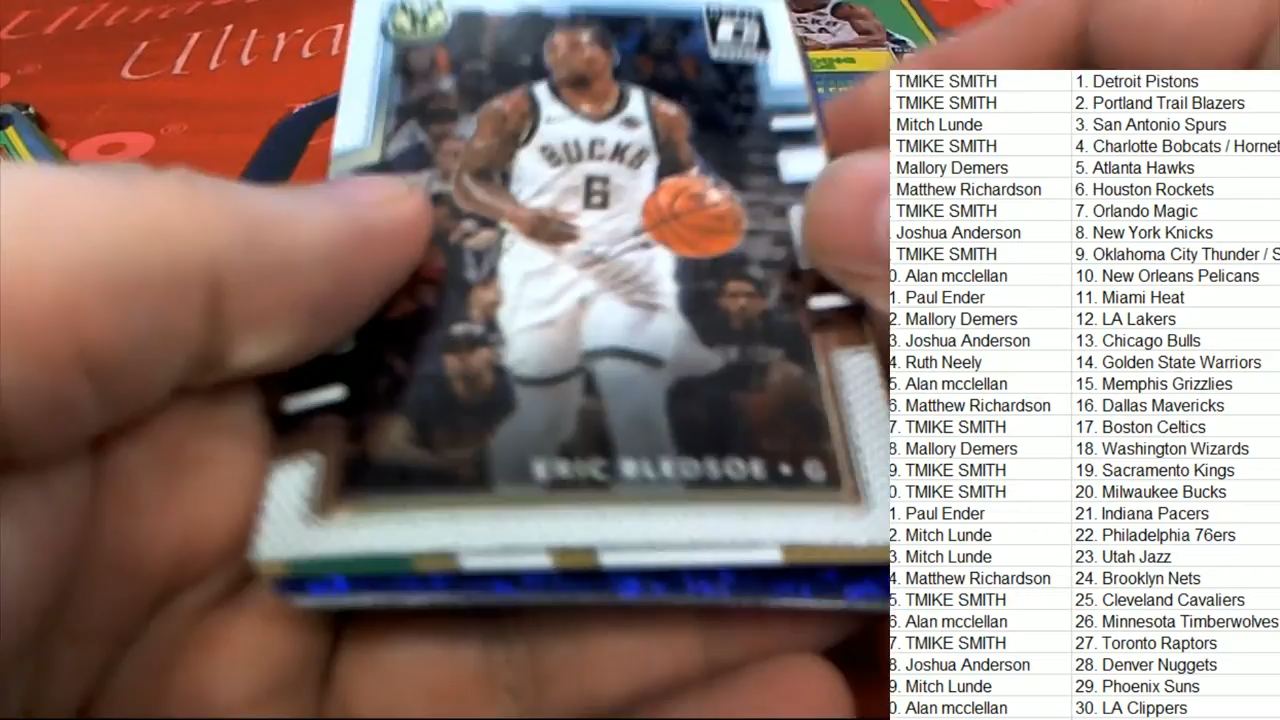 Ultra
Ultra
BUCKS
6
ERIC BLEDSOE • G
TMIKE SMITH 1. Detroit Pistons
TMIKE SMITH 2. Portland Trail Blazers
Mitch Lunde 3. San Antonio Spurs
TMIKE SMITH 4. Charlotte Bobcats / Hornet
Mallory Demers 5. Atlanta Hawks
Matthew Richardson 6. Houston Rockets
TMIKE SMITH 7. Orlando Magic
Joshua Anderson 8. New York Knicks
TMIKE SMITH 9. Oklahoma City Thunder / S
0. Alan mcclellan 10. New Orleans Pelicans
1. Paul Ender 11. Miami Heat
2. Mallory Demers 12. LA Lakers
3. Joshua Anderson 13. Chicago Bulls
4. Ruth Neely 14. Golden State Warriors
5. Alan mcclellan 15. Memphis Grizzlies
6. Matthew Richardson 16. Dallas Mavericks
7. TMIKE SMITH 17. Boston Celtics
8. Mallory Demers 18. Washington Wizards
9. TMIKE SMITH 19. Sacramento Kings
0. TMIKE SMITH 20. Milwaukee Bucks
1. Paul Ender 21. Indiana Pacers
2. Mitch Lunde 22. Philadelphia 76ers
3. Mitch Lunde 23. Utah Jazz
4. Matthew Richardson 24. Brooklyn Nets
5. TMIKE SMITH 25. Cleveland Cavaliers
6. Alan mcclellan 26. Minnesota Timberwolves
7. TMIKE SMITH 27. Toronto Raptors
8. Joshua Anderson 28. Denver Nuggets
9. Mitch Lunde 29. Phoenix Suns
0. Alan mcclellan 30. LA Clippers